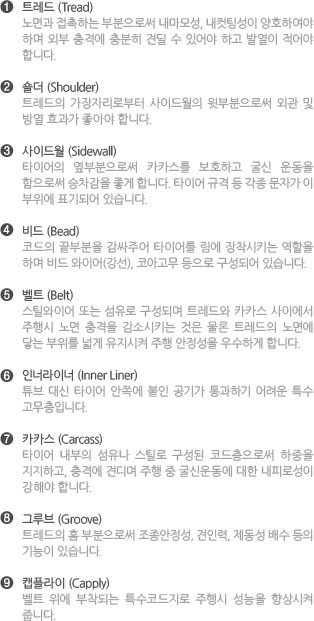 ❶ 트레드 (Tread)
노면과 접촉하는 부분으로써 내마모성, 내컷팅성이 양호하여야
하며 외부 충격에 충분히 견딜 수 있어야 하고 발열이 적어야
합니다.
❷ 숄더 (Shoulder)
트레드의 가장자리로부터 사이드월의 윗부분으로써 외관 및
방열 효과가 좋아야 합니다.
❸ 사이드월 (Sidewall)
타이어의 옆부분으로써 카카스를 보호하고 굴신 운동을
함으로써 승차감을 좋게 합니다. 타이어 규격 등 각종 문자가 이
부위에 표기되어 있습니다.
❹ 비드 (Bead)
코드의 끝부분을 감싸주어 타이어를 림에 장착시키는 역할을
하며 비드 와이어(강선), 코아고무 등으로 구성되어 있습니다.
❺ 벨트 (Belt)
스틸와이어 또는 섬유로 구성되며 트레드와 카카스 사이에서
주행시 노면 충격을 감소시키는 것은 물론 트레드의 노면에
닿는 부위를 넓게 유지시켜 주행 안정성을 우수하게 합니다.
❻ 인너라이너 (Inner Liner)
튜브 대신 타이어 안쪽에 붙인 공기가 통과하기 어려운 특수
고무층입니다.
❼ 카카스 (Carcass)
타이어 내부의 섬유나 스틸로 구성된 코드층으로써 하중을
지지하고, 충격에 견디며 주행 중 굴신운동에 대한 내피로성이
강해야 합니다.
❽ 그루브 (Groove)
트레드의 홈 부분으로써 조종안정성, 견인력, 제동성 배수 등의
기능이 있습니다.
❾ 캡플라이 (Capply)
벨트 위에 부착되는 특수코드지로 주행시 성능을 향상시켜
줍니다.